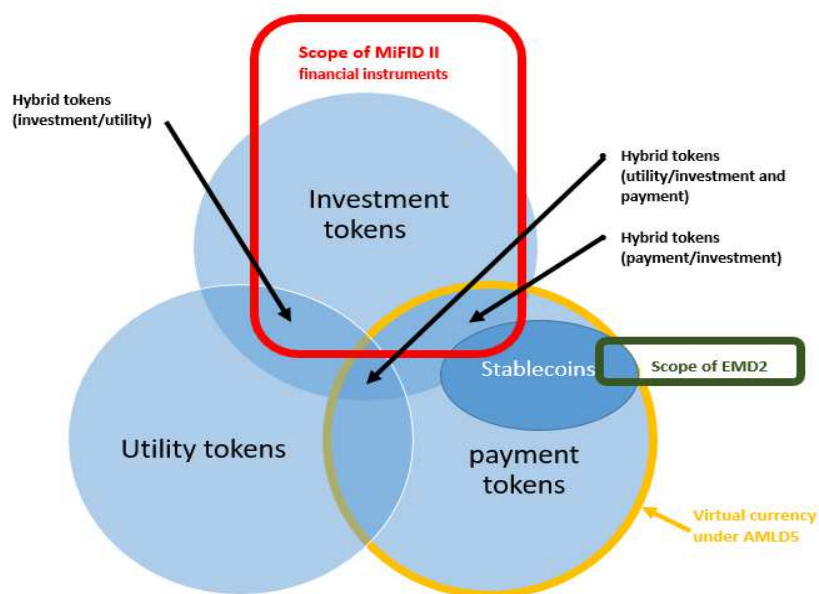 Scope of MiFID II
financial instruments
Hybrid tokens
(investment/utility)
Hybrid tokens
(utility/investment and
payment)
Hybrid tokens
(payment/investment)
Investment
tokens
Stablecoins
Scope of EMD2
Utility tokens
payment
tokens
Virtual currency
under AMLD5